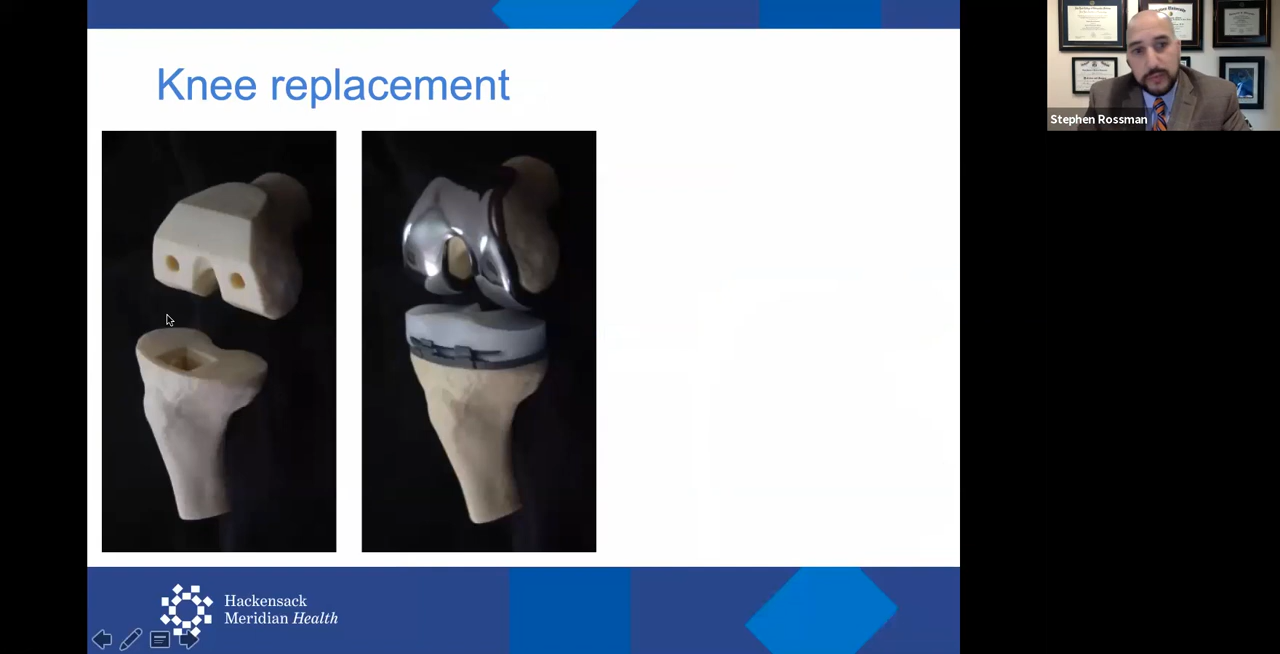 Knee replacement
Stephen Rossman
Hackensack
Meridian Health